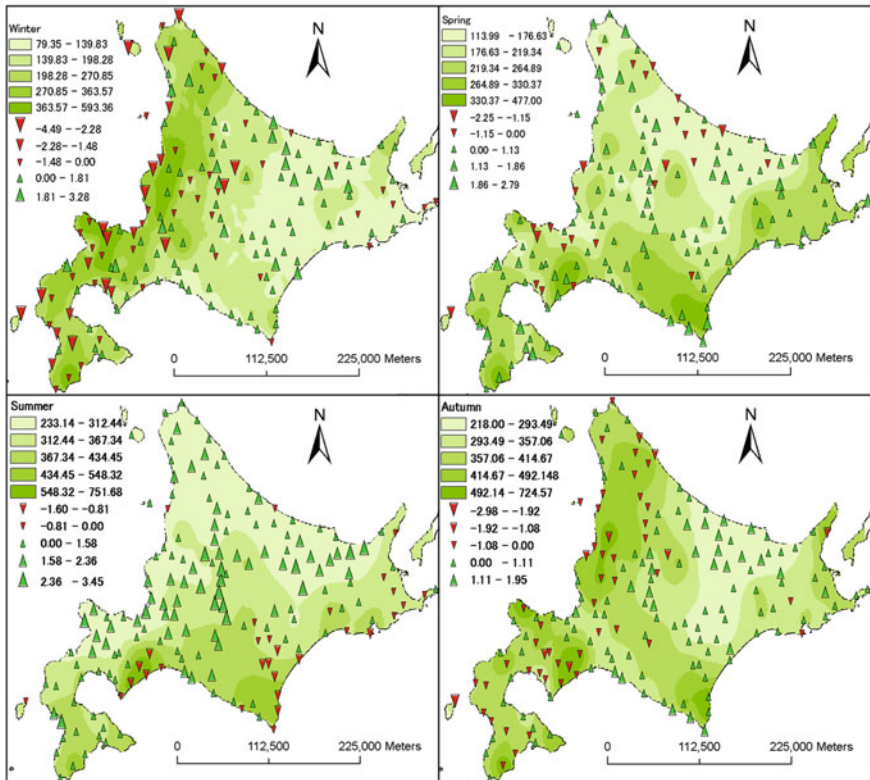 Winter
79.35 - 139.83
139.83 - 198.28
198.28 - 270.85
270.85 - 363.57
363.57 - 593.36
-4.49 - -2.28
-2.28 - -1.48
-1.48 - 0.00
0.00 - 1.81
1.81 - 3.28
N
0 112,500 225,000 Meters
Spring
113.99 - 176.63
176.63 - 219.34
219.34 - 264.89
264.89 - 330.37
330.37 - 477.00
-2.25 - -1.15
-1.15 - 0.00
0.00 - 1.13
1.13 - 1.86
1.86 - 2.79
N
0 112,500 225,000 Meters
Summer
233.14 - 312.44
312.44 - 367.34
367.34 - 434.45
434.45 - 548.32
548.32 - 751.68
-1.60 - -0.81
-0.81 - 0.00
0.00 - 1.58
1.58 - 2.36
2.36 - 3.45
N
0 112,500 225,000 Meters
Autumn
218.00 - 293.49
293.49 - 357.06
357.06 - 414.67
414.67 - 492.148
492.14 - 724.57
-2.98 - -1.92
-1.92 - -1.08
-1.08 - 0.00
0.00 - 1.11
1.11 - 1.95
N
0 112,500 225,000 Meters